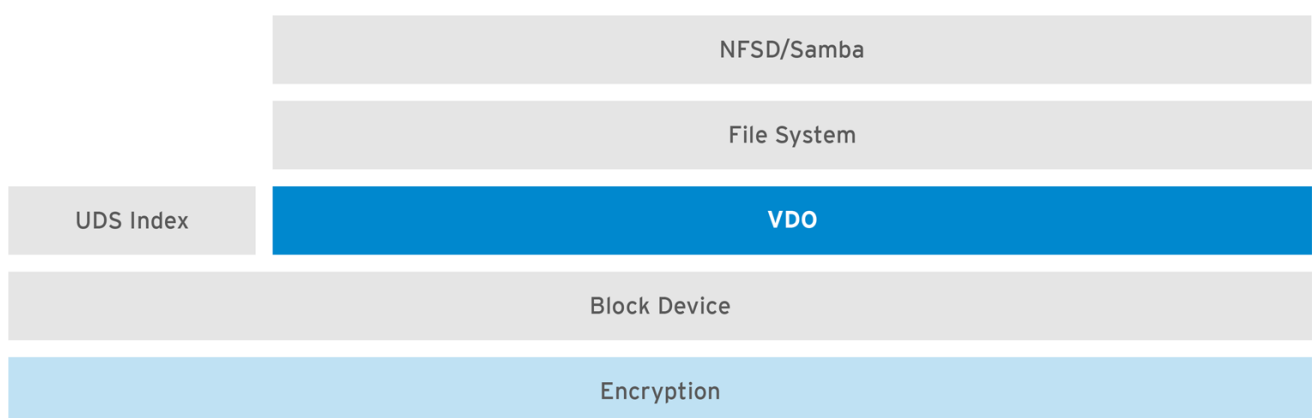 NFSD/Samba
File System
UDS Index
VDO
Block Device
Encryption